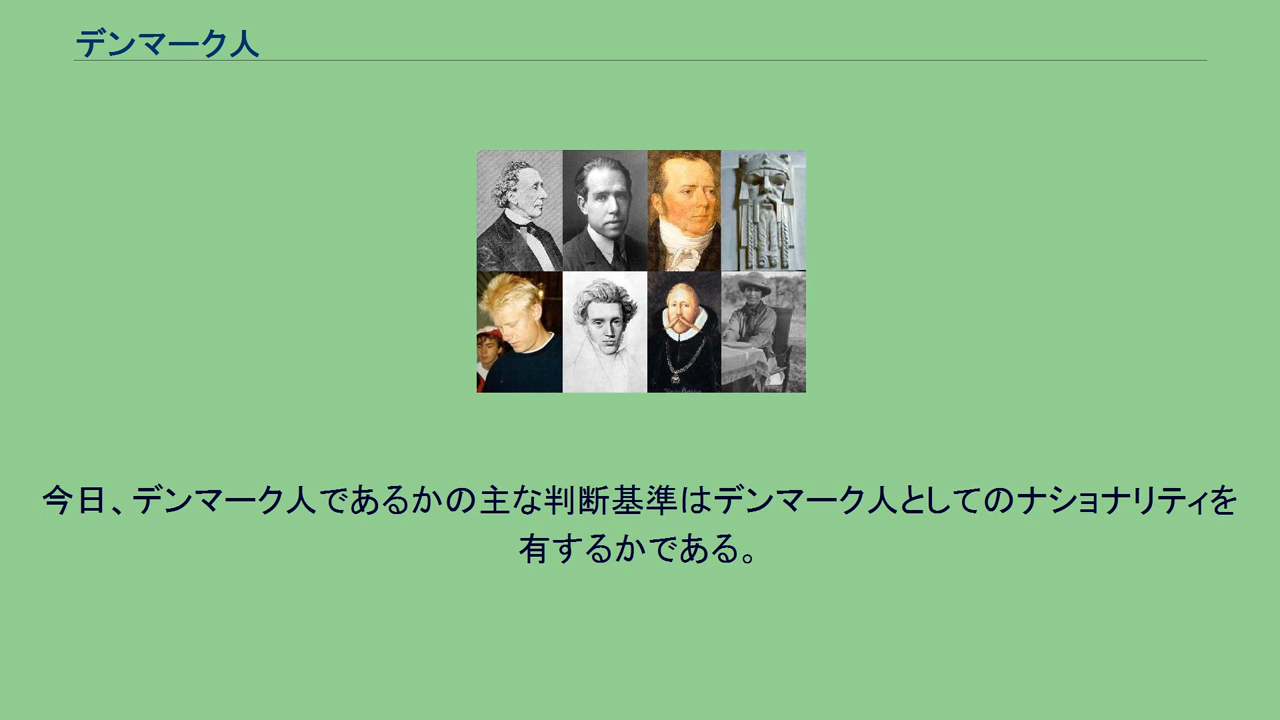 デンマーク人
今日、デンマーク人であるかの主な判断基準はデンマーク人としてのナショナリティを
有するかである。